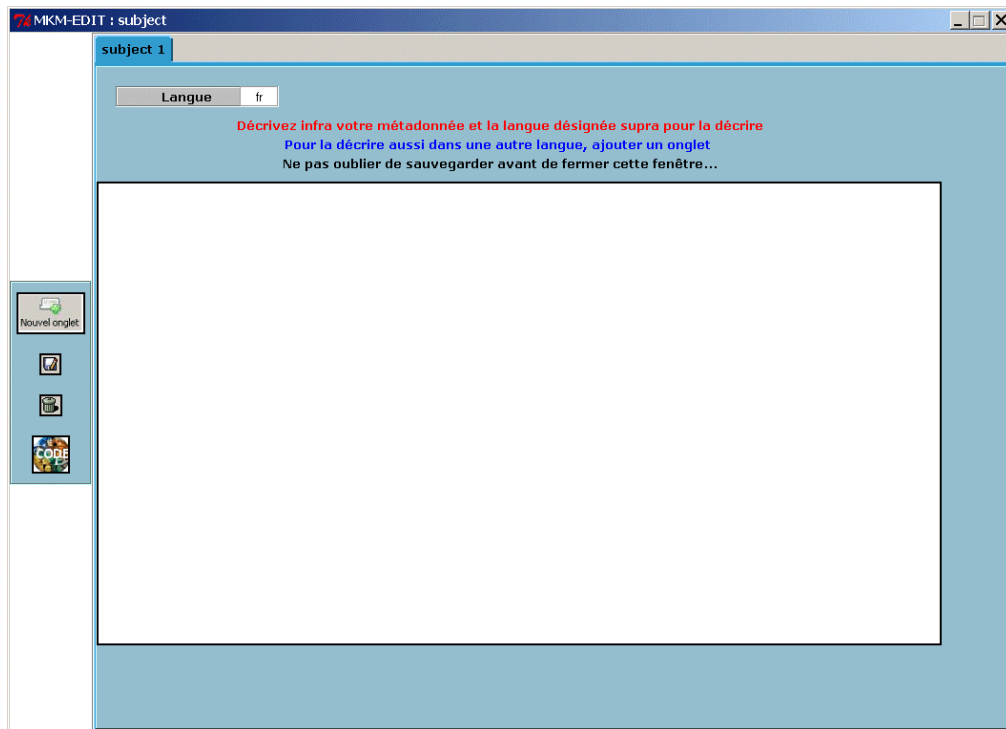 MKM-EDIT : subject
subject 1
Langue fr
Décrivez infra votre métadonnée et la langue désignée supra pour la décrire
Pour la décrire aussi dans une autre langue, ajouter un onglet
Ne pas oublier de sauvegarder avant de fermer cette fenêtre...
Nouvel onglet
CODE